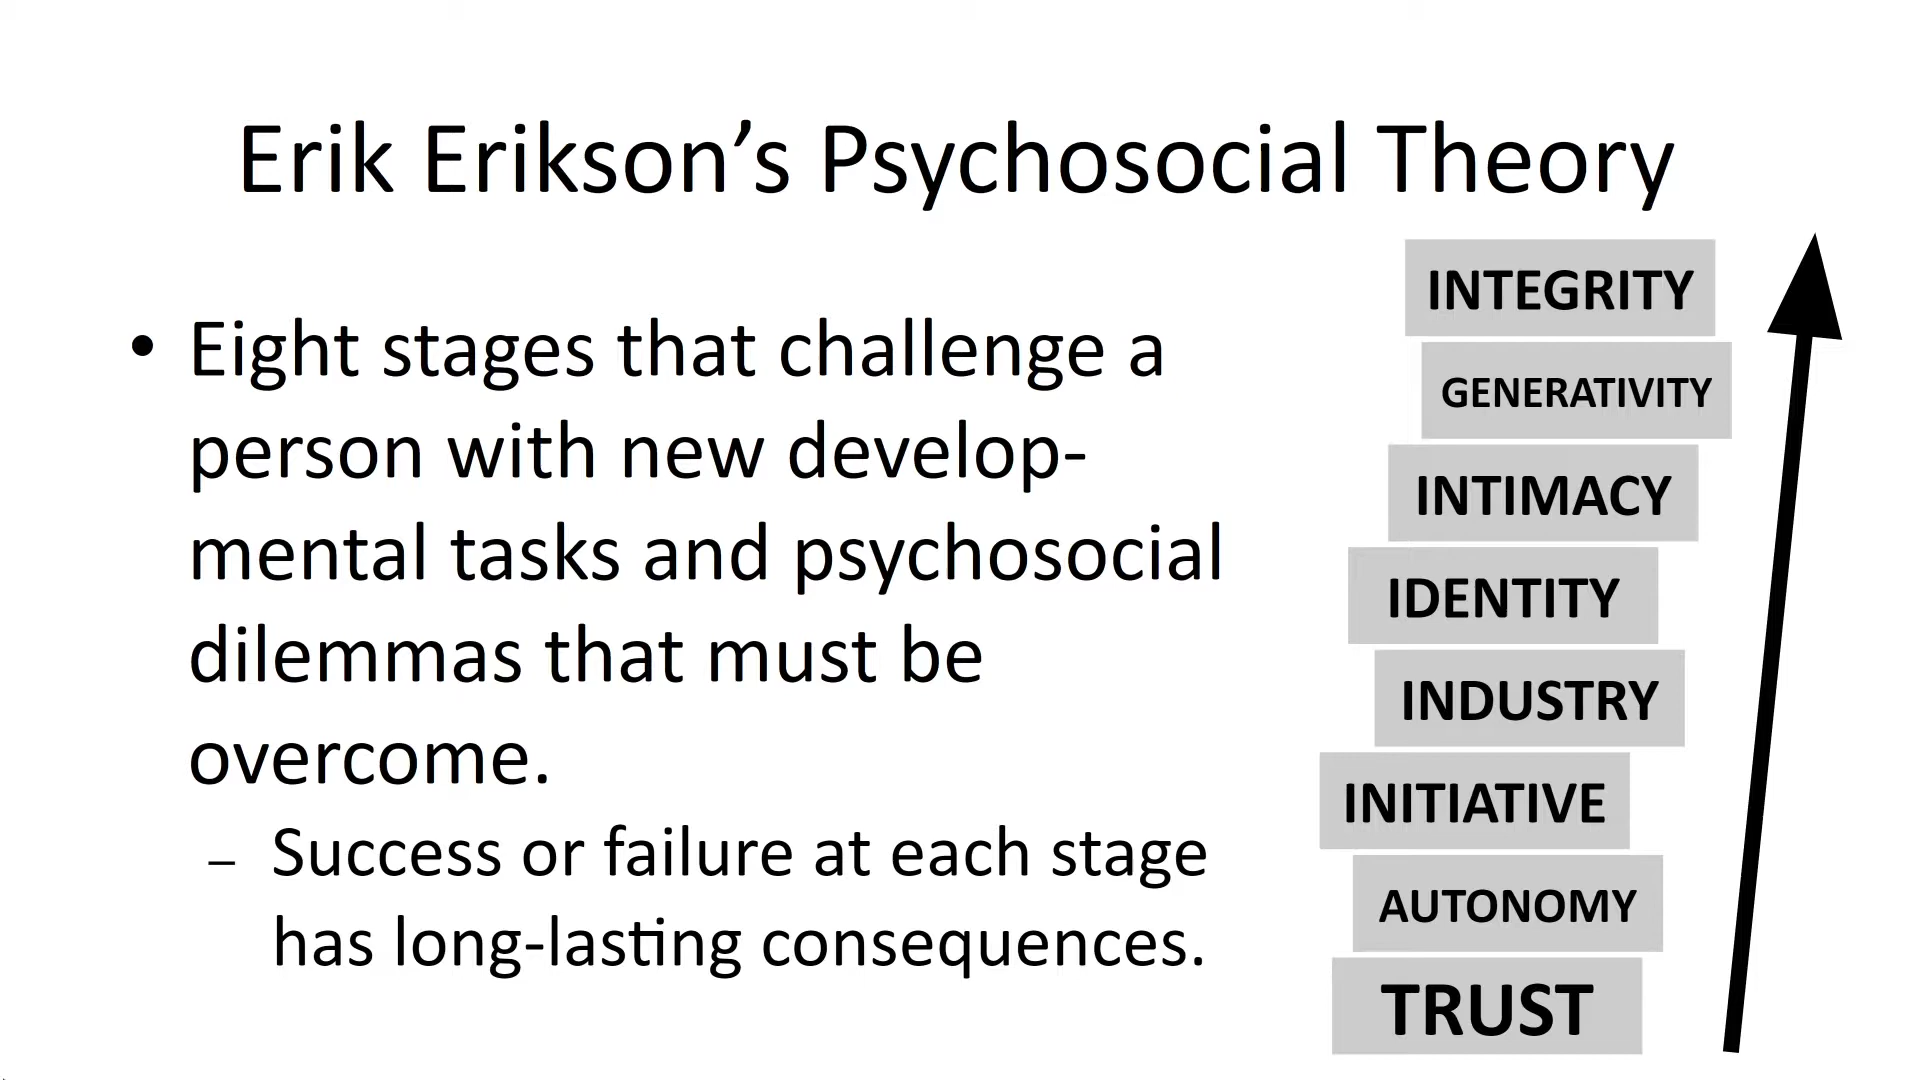 Erik Erikson’s Psychosocial Theory
• Eight stages that challenge a
person with new develop-
mental tasks and psychosocial
dilemmas that must be
overcome.
– Success or failure at each stage
has long-lasting consequences.
INTEGRITY
GENERATIVITY
INTIMACY
IDENTITY
INDUSTRY
INITIATIVE
AUTONOMY
TRUST